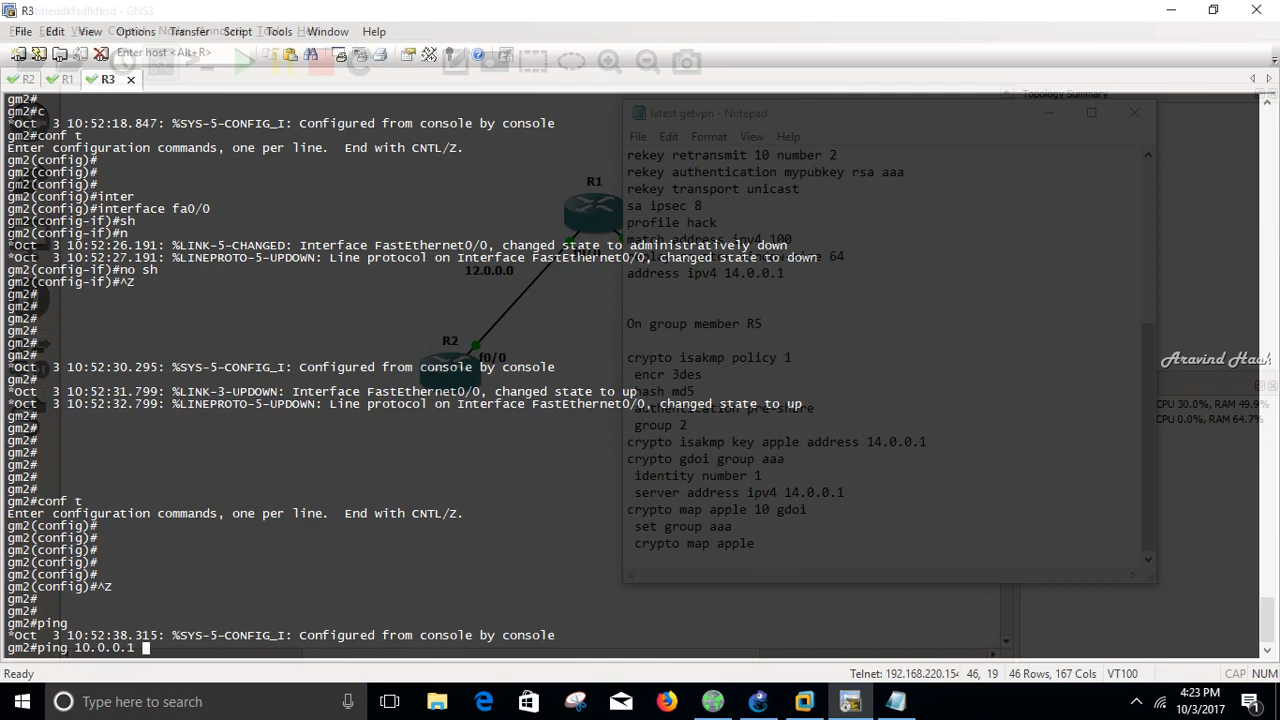 R3
File Edit View Options Transfer Script Tools Window Help
Enter host <Alt+R>
R2
R1
R3
Topology Summary
gm2#
gm2#c
*Oct  3 10:52:18.847: %SYS-5-CONFIG_I: Configured from console by console
gm2#conf t
Enter configuration commands, one per line.  End with CNTL/Z.
gm2(config)#
gm2(config)#
gm2(config)#
gm2(config)#inter
gm2(config)#interface fa0/0
gm2(config-if)#sh
gm2(config-if)#n
*Oct  3 10:52:26.191: %LINK-5-CHANGED: Interface FastEthernet0/0, changed state to administratively down
*Oct  3 10:52:27.191: %LINEPROTO-5-UPDOWN: Line protocol on Interface FastEthernet0/0, changed state to down
gm2(config-if)#no sh
gm2(config-if)#^Z
gm2#
gm2#
gm2#
gm2#
gm2#
gm2#
*Oct  3 10:52:30.295: %SYS-5-CONFIG_I: Configured from console by console
gm2#
*Oct  3 10:52:31.799: %LINK-3-UPDOWN: Interface FastEthernet0/0, changed state to up
*Oct  3 10:52:32.799: %LINEPROTO-5-UPDOWN: Line protocol on Interface FastEthernet0/0, changed state to up
gm2#
gm2#
gm2#
gm2#
gm2#
gm2#
gm2#
gm2#conf t
Enter configuration commands, one per line.  End with CNTL/Z.
gm2(config)#
gm2(config)#
gm2(config)#
gm2(config)#
gm2(config)#
gm2(config)#^Z
gm2#
gm2#
gm2#ping
*Oct  3 10:52:38.315: %SYS-5-CONFIG_I: Configured from console by console
gm2#ping 10.0.0.1
R1
12.0.0.0
R2
f0/0
latest getvpn - Notepad
File Edit Format View Help
rekey retransmit 10 number 2
rekey authentication mypubkey rsa aaa
rekey transport unicast
sa ipsec 8
profile hack
match address ipv4 100
64
address ipv4 14.0.0.1
On group member R5
crypto isakmp policy 1
encr 3des
hash md5
authentication pre-share
group 2
crypto isakmp key apple address 14.0.0.1
crypto gdoi group aaa
identity number 1
server address ipv4 14.0.0.1
crypto map apple 10 gdoi
set group aaa
crypto map apple
Aravind Haak
CPU 30.0%, RAM 49.9%
CPU 0.0%, RAM 64.7%
Ready
Telnet: 192.168.220.154 46, 19 46 Rows, 167 Cols VT100 CAP NUM
Type here to search
4:23 PM
10/3/2017